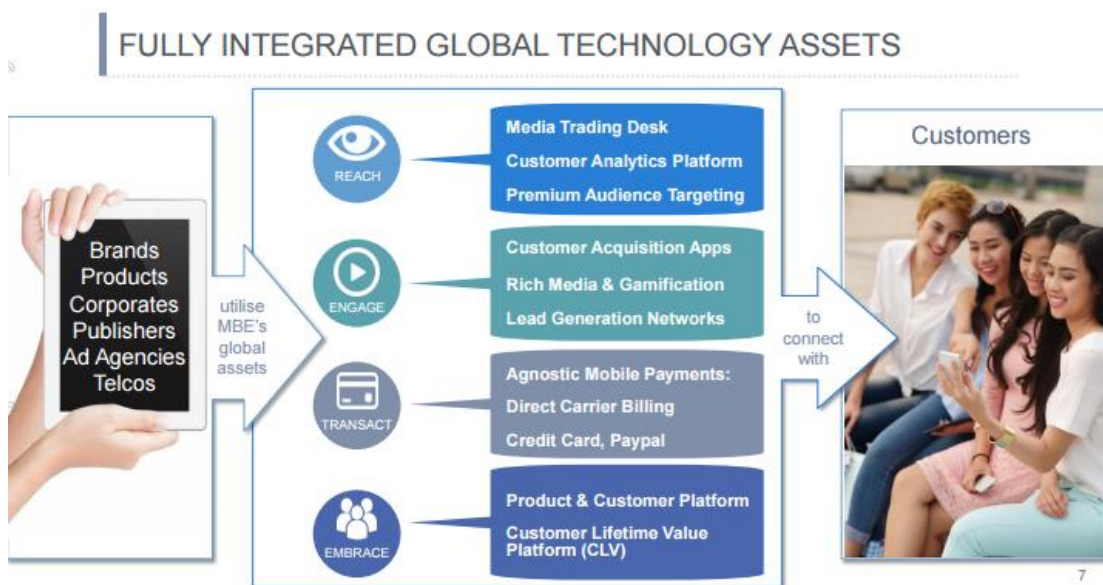 FULLY INTEGRATED GLOBAL TECHNOLOGY ASSETS
Brands
Products
Corporates
Publishers
Ad Agencies
Telcos
utilise
MBE's
global
assets
REACH
Media Trading Desk
Customer Analytics Platform
Premium Audience Targeting
ENGAGE
Customer Acquisition Apps
Rich Media & Gamification
Lead Generation Networks
TRANSACT
Agnostic Mobile Payments:
Direct Carrier Billing
Credit Card, Paypal
EMBRACE
Product & Customer Platform
Customer Lifetime Value
Platform (CLV)
to
connect
with
Customers
7